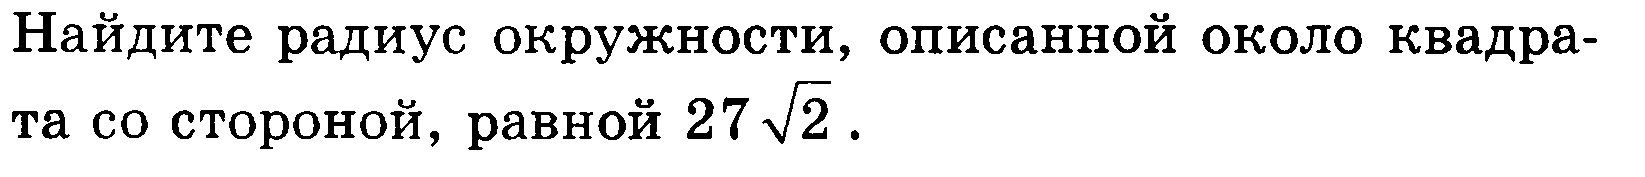 Найдите радиус окружности, описанной около квадра-
та со стороной, равной 27√2 .